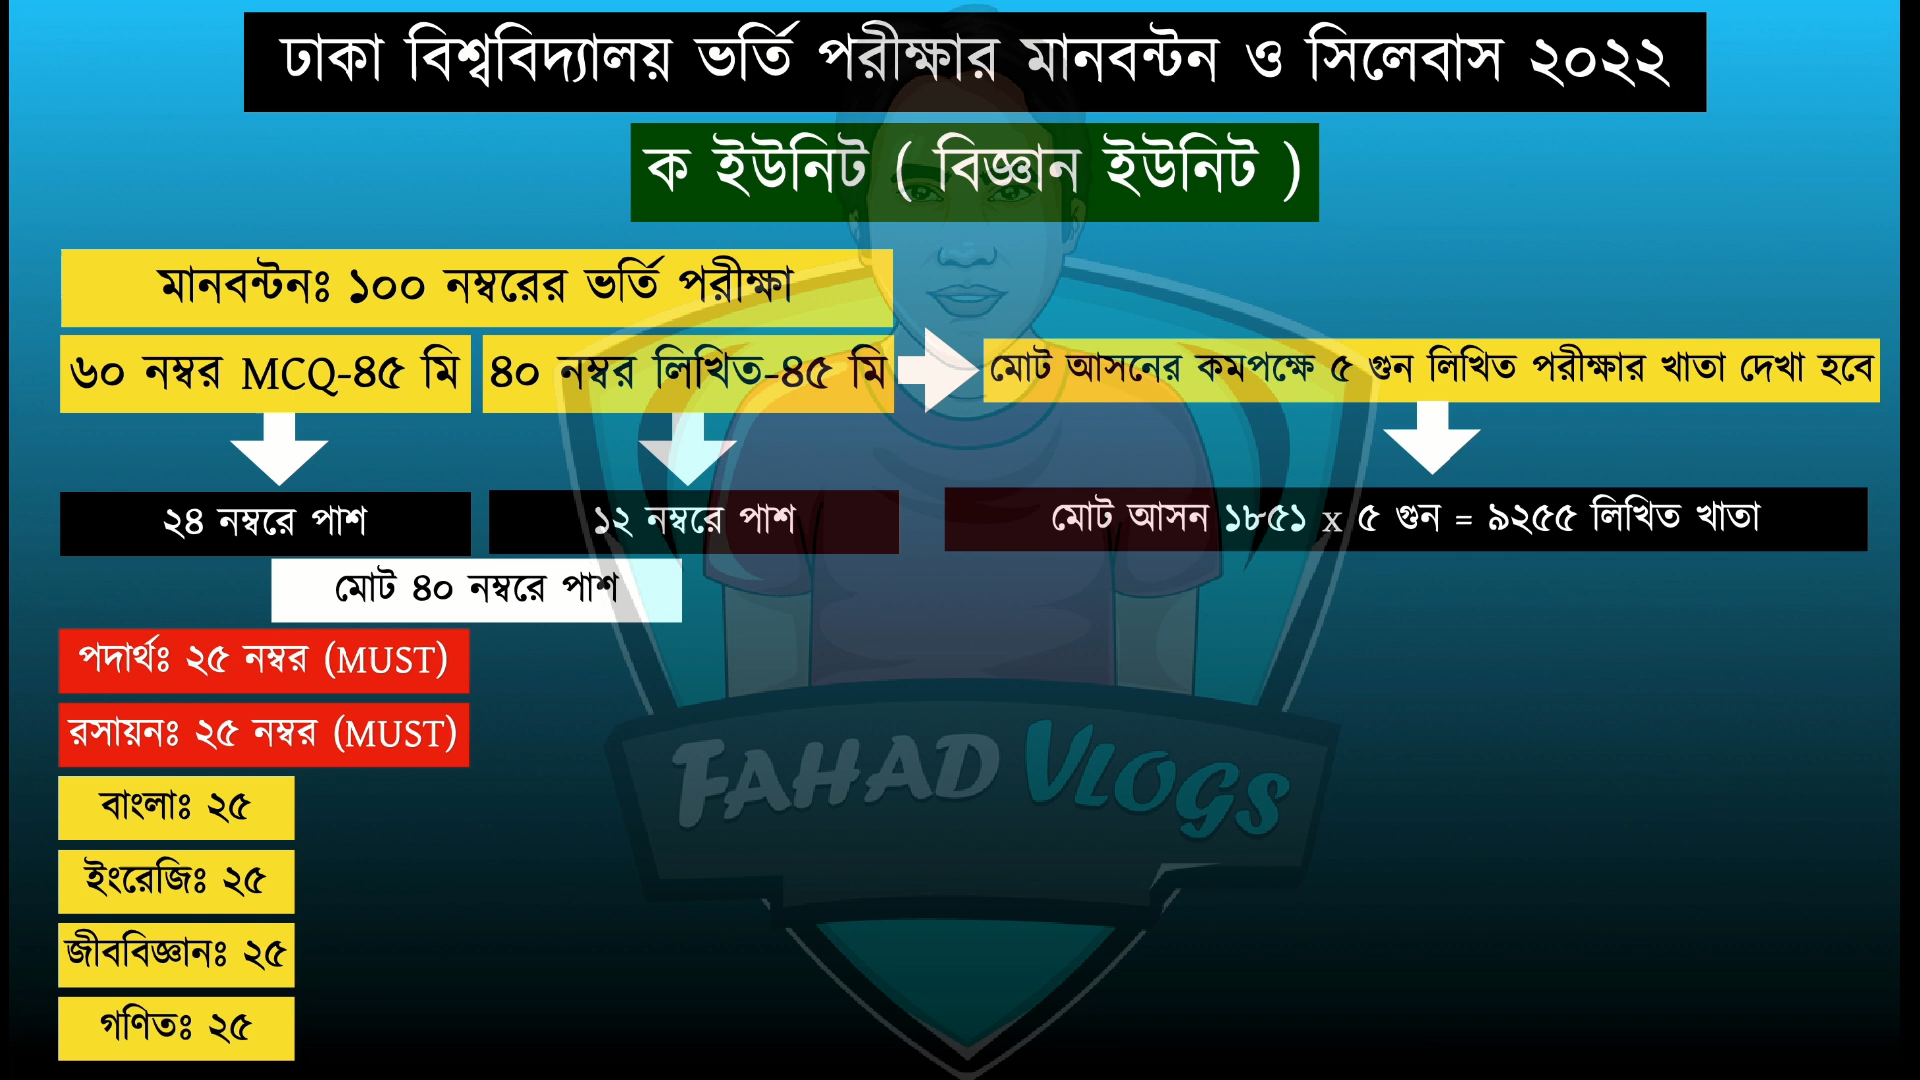 ঢাকা বিশ্ববিদ্যালয় ভর্তি পরীক্ষার মানবন্টন ও সিলেবাস ২০২২
ক ইউনিট ( বিজ্ঞান ইউনিট )
মানবন্টনঃ ১০০ নম্বরের ভর্তি পরীক্ষা
৬০ নম্বর MCQ-৪৫ মি
৪০ নম্বর লিখিত-৪৫ মি
মোট আসনের কমপক্ষে ৫ গুন লিখিত পরীক্ষার খাতা দেখা হবে
২৪ নম্বরে পাশ
১২ নম্বরে পাশ
মোট আসন ১৮৫১ x ৫ গুন = ৯২৫৫ লিখিত খাতা
মোট ৪০ নম্বরে পাশ
পদার্থঃ ২৫ নম্বর (MUST)
রসায়নঃ ২৫ নম্বর (MUST)
বাংলাঃ ২৫
ইংরেজিঃ ২৫
জীববিজ্ঞানঃ ২৫
গণিতঃ ২৫
FAHAD VLOGS